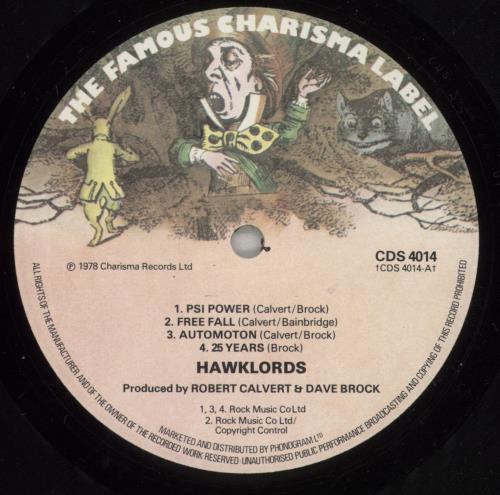 THE FAMOUS CHARISMA LABEL
CDS 4014
†CDS 4014-A†
℗ 1978 Charisma Records Ltd
1. PSI POWER (Calvert/Brock)
2. FREE FALL (Calvert/Bainbridge)
3. AUTOMOTON (Calvert/Brock)
4. 25 YEARS (Brock)
HAWKLORDS
Produced by ROBERT CALVERT & DAVE BROCK
1, 3, 4. Rock Music Co Ltd
2. Rock Music Co Ltd/
Copyright Control
MARKETED AND DISTRIBUTED BY PHONOGRAM LTD
ALL RIGHTS OF THE MANUFACTURER AND OF THE OWNER OF THE RECORDED WORK RESERVED·UNAUTHORISED PUBLIC PERFORMANCE BROADCASTING AND COPYING OF THIS RECORD PROHIBITED